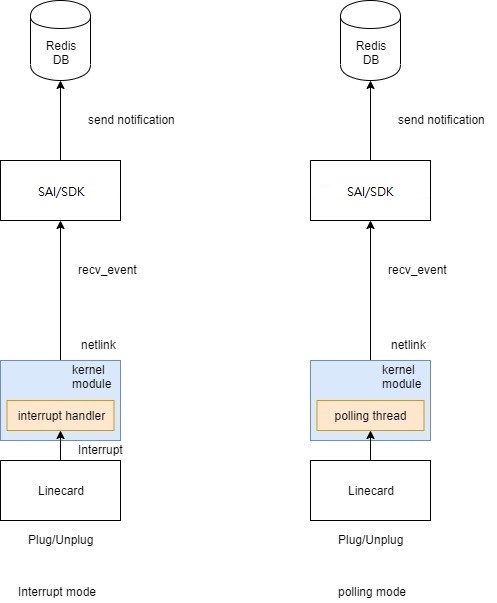 Redis
DB
send notification
SAI/SDK
recv_event
netlink
kernel
module
interrupt handler
Interrupt
Linecard
Plug/Unplug
Interrupt mode
Redis
DB
send notification
SAI/SDK
recv_event
netlink
kernel
module
polling thread
Linecard
Plug/Unplug
polling mode